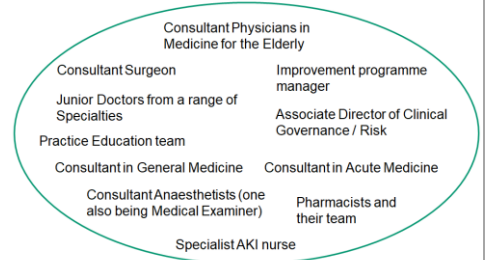 Consultant Physicians in
Medicine for the Elderly
Consultant Surgeon
Improvement programme
manager
Junior Doctors from a range of
Specialties
Associate Director of Clinical
Governance / Risk
Practice Education team
Consultant in General Medicine
Consultant in Acute Medicine
Consultant Anaesthetists (one
also being Medical Examiner)
Pharmacists and
their team
Specialist AKI nurse